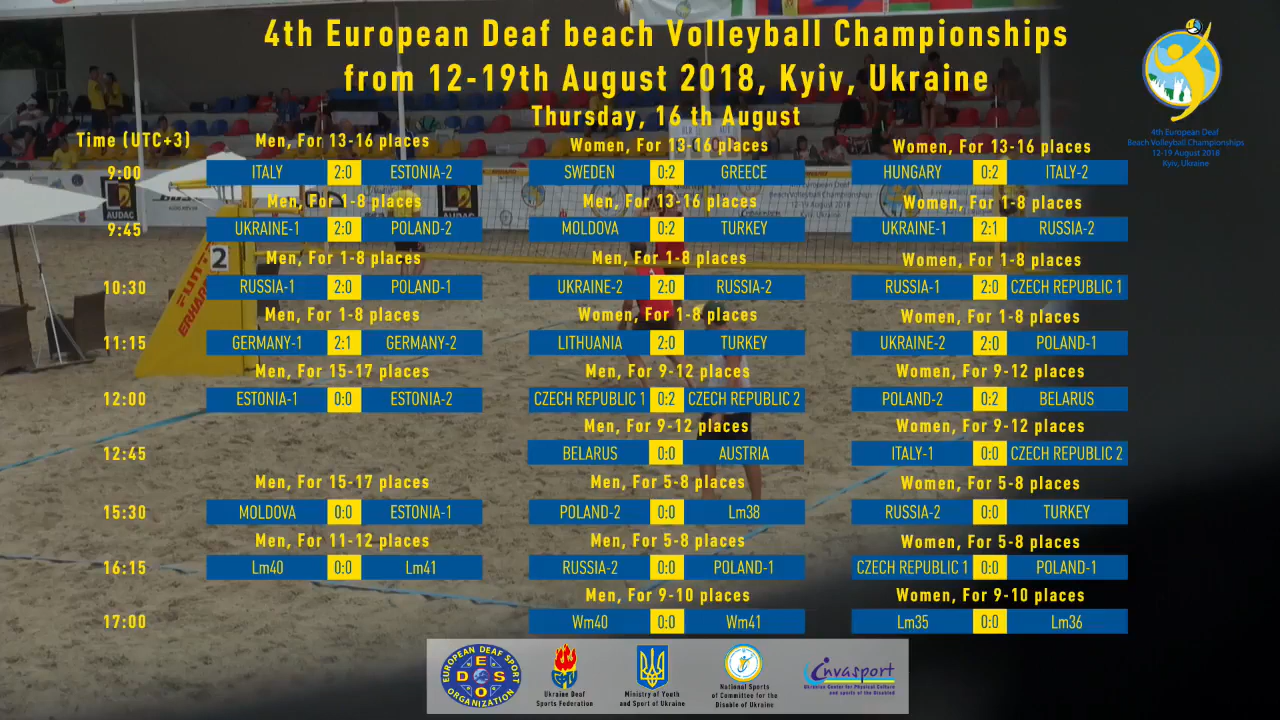 4th European Deaf beach Volleyball Championships
from 12-19th August 2018, Kyiv, Ukraine
Thursday, 16 th August
4th European Deaf
Beach Volleyball Championships
12-19 August 2018
Kyiv, Ukraine
Time (UTC+3)
Men, For 13-16 places
Women, For 13-16 places
Women, For 13-16 places
9:00
ITALY 2:0 ESTONIA-2
SWEDEN 0:2 GREECE
HUNGARY 0:2 ITALY-2
Men, For 1-8 places
Men, For 13-16 places
Women, For 1-8 places
9:45
UKRAINE-1 2:0 POLAND-2
MOLDOVA 0:2 TURKEY
UKRAINE-1 2:1 RUSSIA-2
Men, For 1-8 places
Men, For 1-8 places
Women, For 1-8 places
10:30
RUSSIA-1 2:0 POLAND-1
UKRAINE-2 2:0 RUSSIA-2
RUSSIA-1 2:0 CZECH REPUBLIC 1
Men, For 1-8 places
Women, For 1-8 places
Women, For 1-8 places
11:15
GERMANY-1 2:1 GERMANY-2
LITHUANIA 2:0 TURKEY
UKRAINE-2 2:0 POLAND-1
Men, For 15-17 places
Men, For 9-12 places
Women, For 9-12 places
12:00
ESTONIA-1 0:0 ESTONIA-2
CZECH REPUBLIC 1 0:2 CZECH REPUBLIC 2
POLAND-2 0:2 BELARUS
Men, For 9-12 places
Women, For 9-12 places
12:45
BELARUS 0:0 AUSTRIA
ITALY-1 0:0 CZECH REPUBLIC 2
Men, For 15-17 places
Men, For 5-8 places
Women, For 5-8 places
15:30
MOLDOVA 0:0 ESTONIA-1
POLAND-2 0:0 Lm38
RUSSIA-2 0:0 TURKEY
Men, For 11-12 places
Men, For 5-8 places
Women, For 5-8 places
16:15
Lm40 0:0 Lm41
RUSSIA-2 0:0 POLAND-1
CZECH REPUBLIC 1 0:0 POLAND-1
Men, For 9-10 places
Women, For 9-10 places
17:00
Wm40 0:0 Wm41
Lm35 0:0 Lm36
AUDAC
AUDAC
2
FUNTEC
ERHARD
EUROPEAN DEAF SPORT
EDSO
ORGANIZATION
Ukraine Deaf
Sports Federation
Ministry of Youth
and Sport of Ukraine
National Sports
of Committee for the
Disable of Ukraine
invasport
Ukrainian Center for Physical Culture
and sports of the Disabled